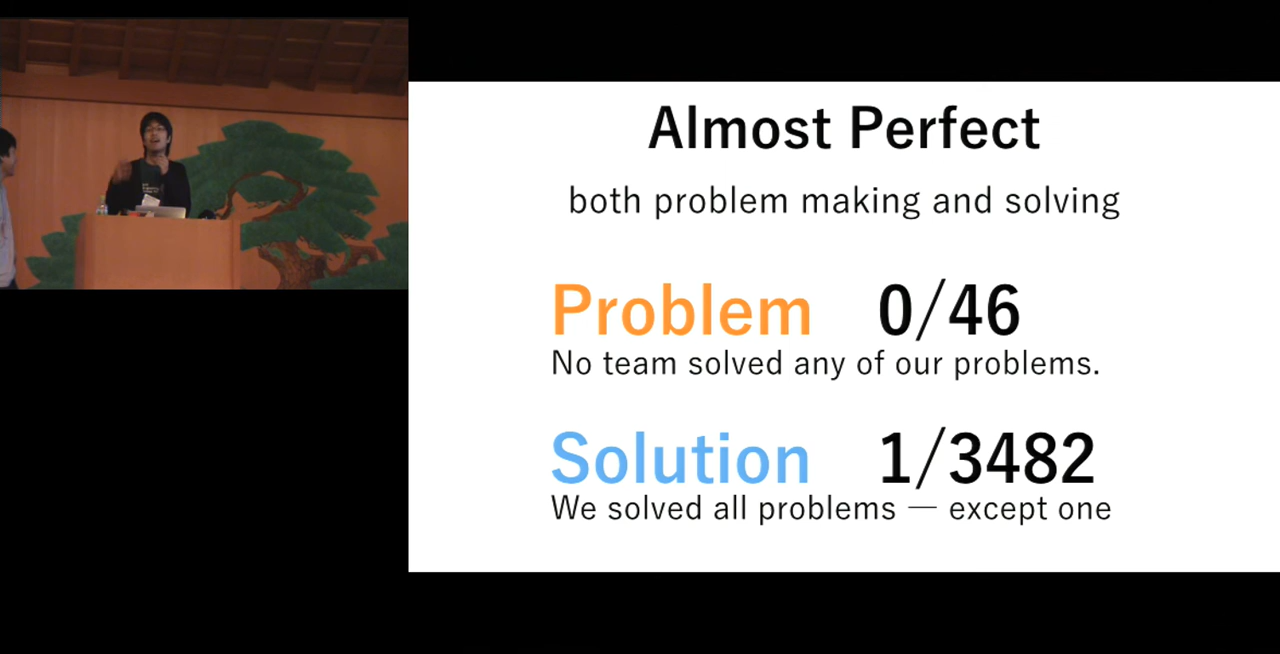 Almost Perfect
both problem making and solving
Problem 0/46
No team solved any of our problems.
Solution 1/3482
We solved all problems — except one